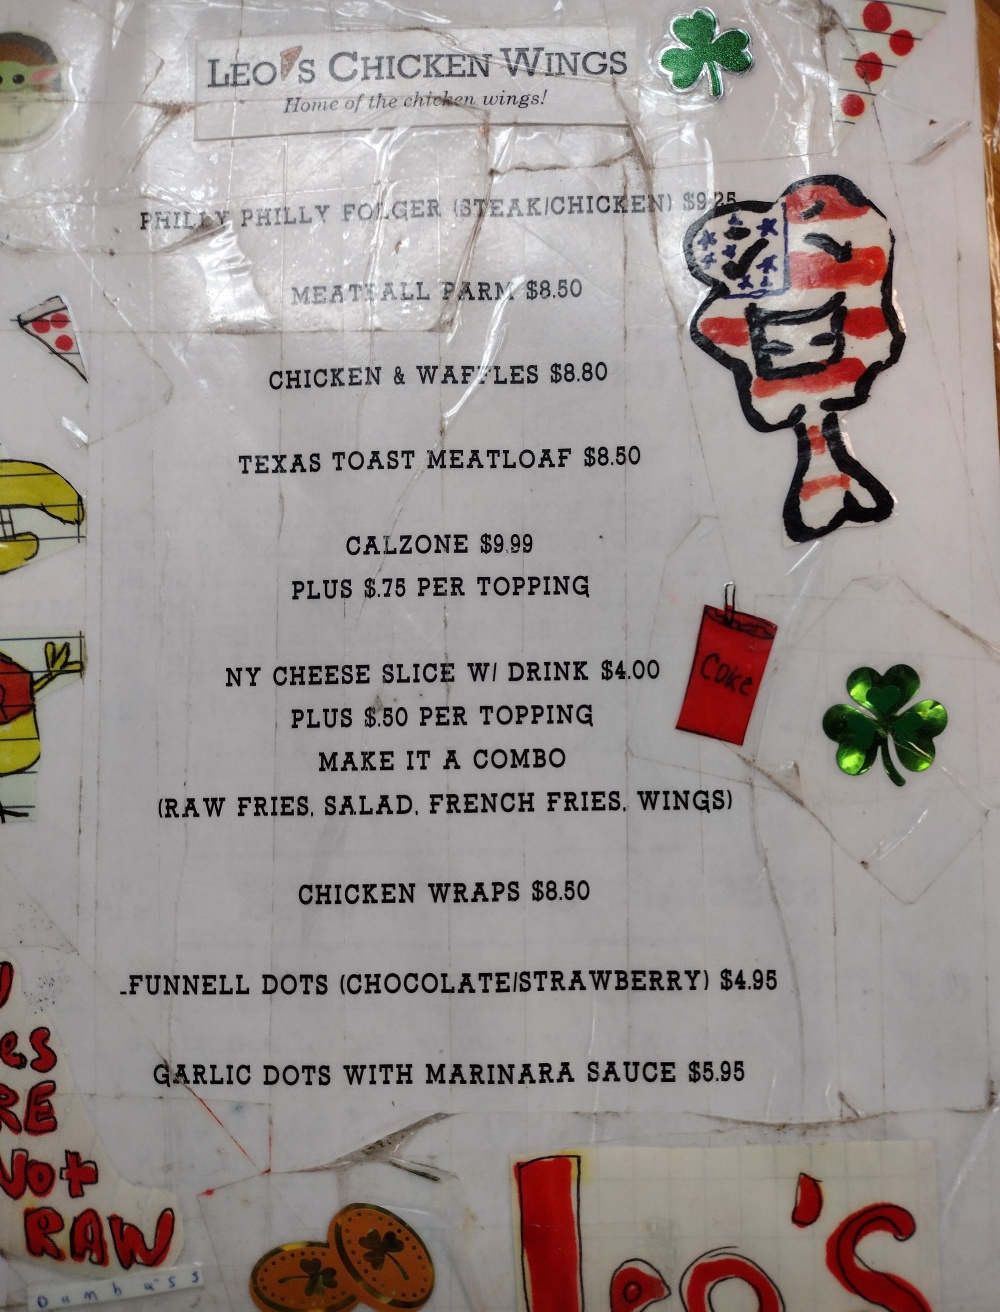 LEO'S CHICKEN WINGS
Home of the chicken wings!
PHILLY PHILLY FOLGER (STEAK/CHICKEN) $9.25
MEATBALL PARM $8.50
CHICKEN & WAFFLES $8.80
TEXAS TOAST MEATLOAF $8.50
CALZONE $9.99
PLUS $.75 PER TOPPING
NY CHEESE SLICE W/ DRINK $4.00
PLUS $.50 PER TOPPING
MAKE IT A COMBO
(RAW FRIES, SALAD, FRENCH FRIES, WINGS)
Coke
CHICKEN WRAPS $8.50
FUNNELL DOTS (CHOCOLATE/STRAWBERRY) $4.95
GARLIC DOTS WITH MARINARA SAUCE $5.95
Not
RAW
Dumbass
Leo's